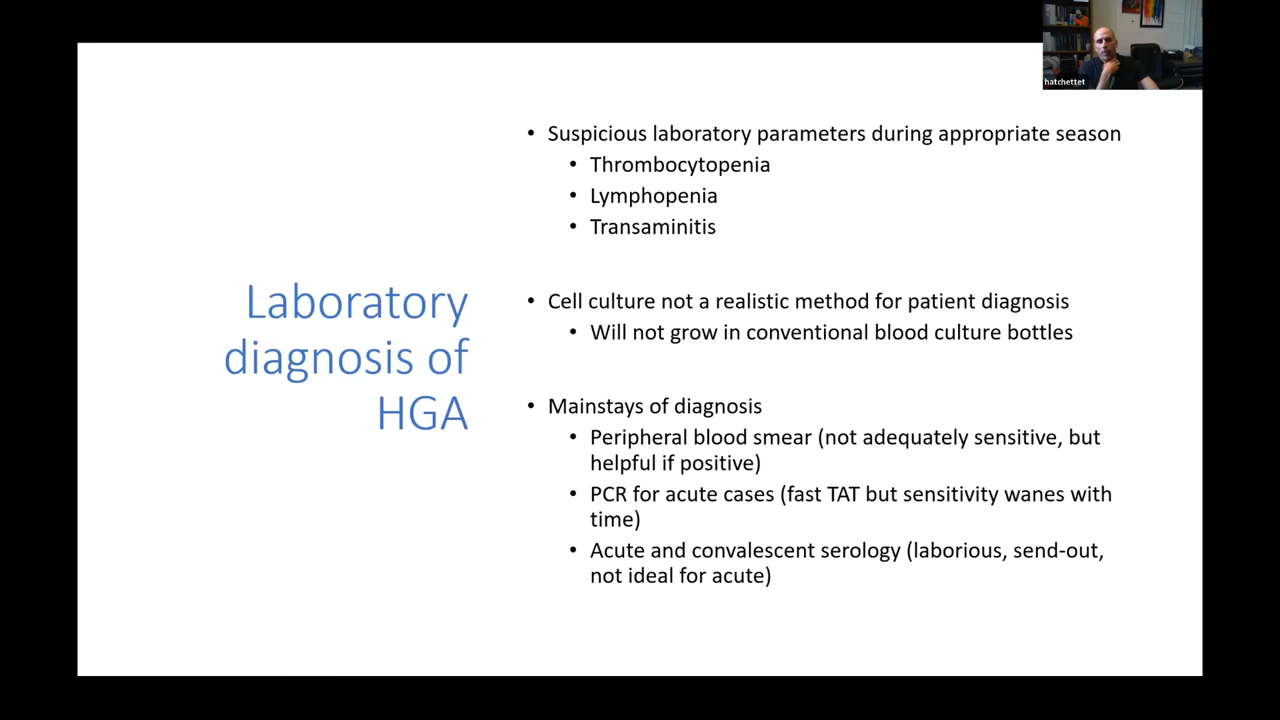 hatchettet
Laboratory
diagnosis of
HGA
• Suspicious laboratory parameters during appropriate season
• Thrombocytopenia
• Lymphopenia
• Transaminitis
• Cell culture not a realistic method for patient diagnosis
• Will not grow in conventional blood culture bottles
• Mainstays of diagnosis
• Peripheral blood smear (not adequately sensitive, but
helpful if positive)
• PCR for acute cases (fast TAT but sensitivity wanes with
time)
• Acute and convalescent serology (laborious, send-out,
not ideal for acute)